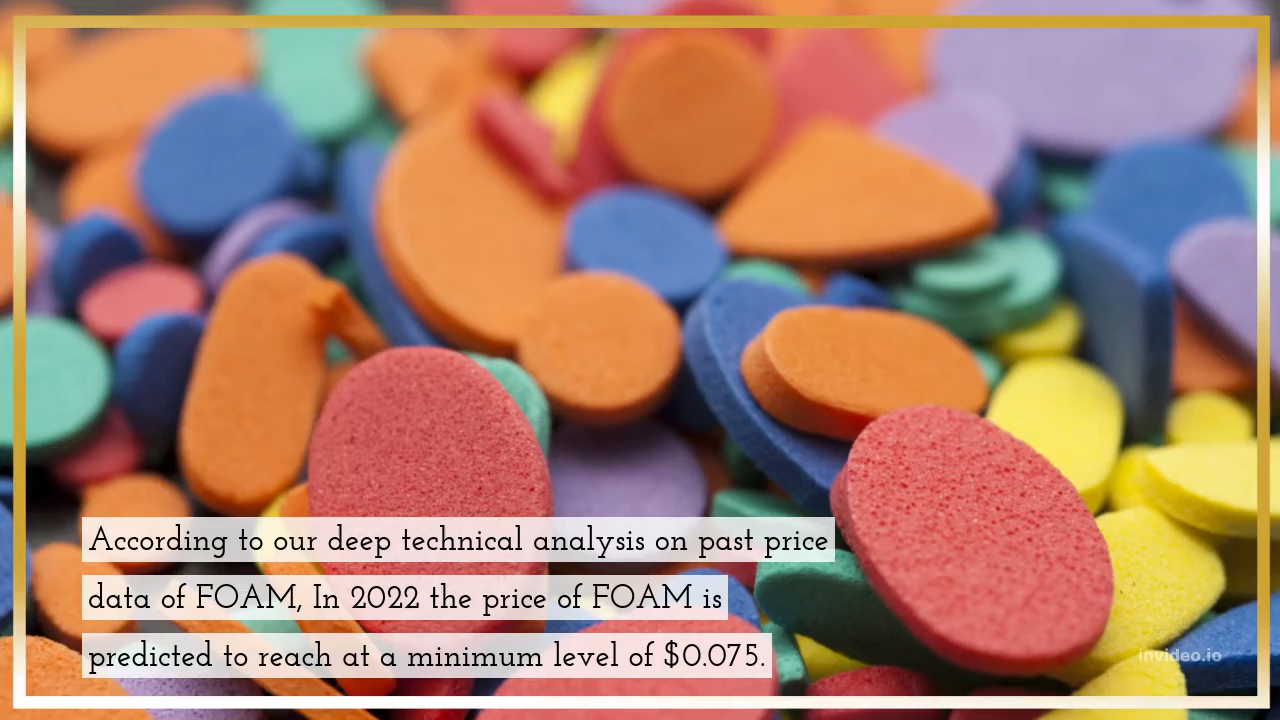 According to our deep technical analysis on past price
data of FOAM, In 2022 the price of FOAM is
predicted to reach at a minimum level of $0.075.
invideo.io